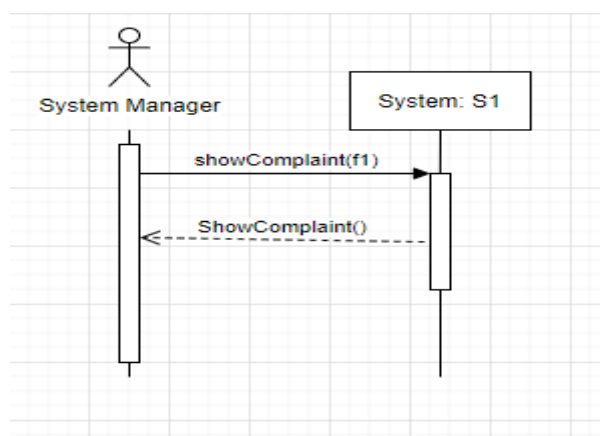 System Manager
System: S1
showComplaint(f1)
ShowComplaint()